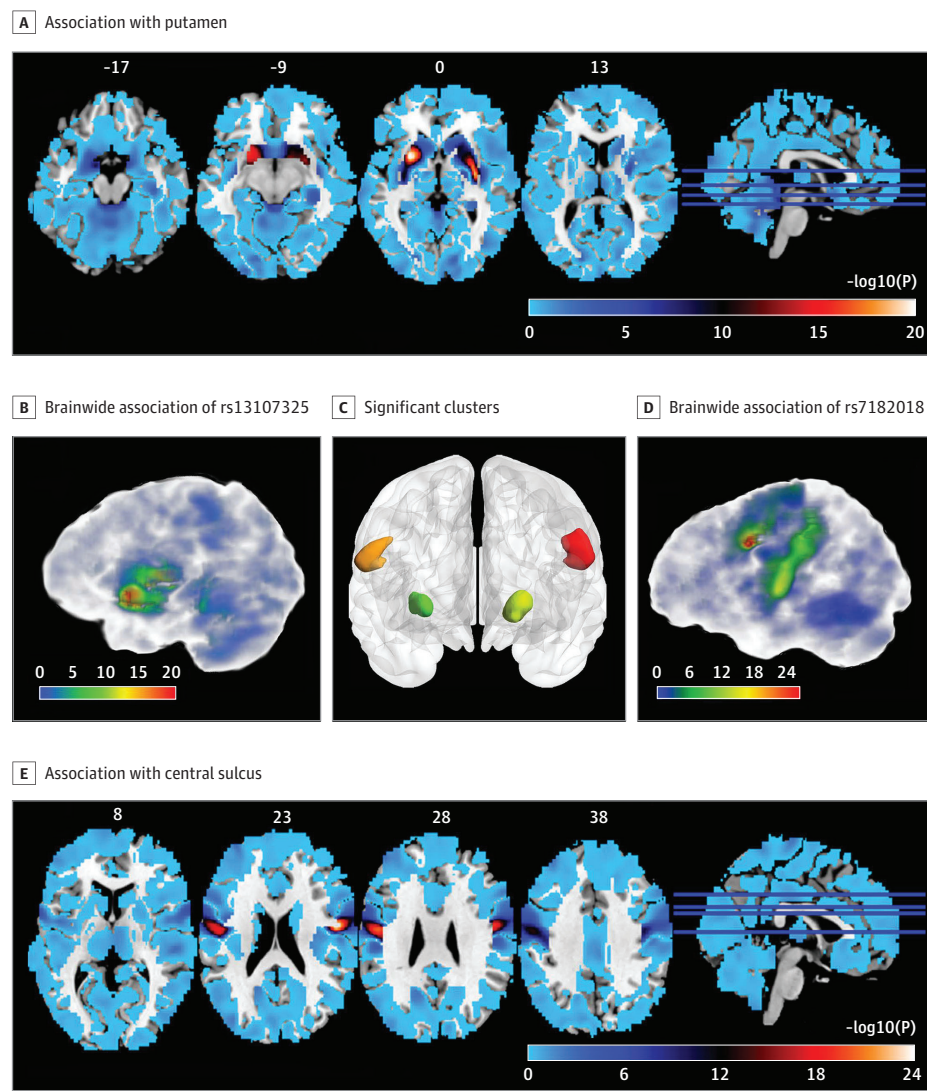 A Association with putamen
-17 -9 0 13
-log10(P)
0 5 10 15 20
B Brainwide association of rs13107325
C Significant clusters
D Brainwide association of rs7182018
0 5 10 15 20
0 6 12 18 24
E Association with central sulcus
8 23 28 38
-log10(P)
0 6 12 18 24